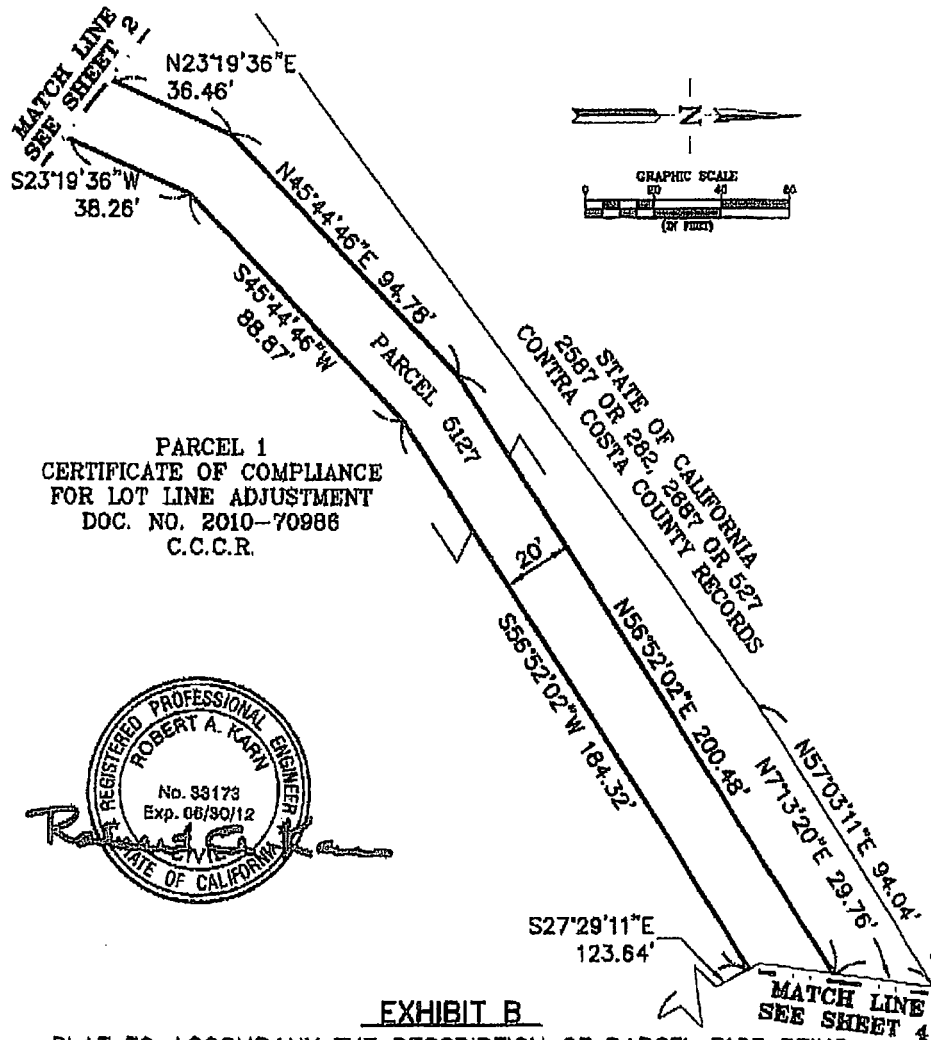 MATCH LINE
SEE SHEET 2
N23°19'36"E
36.46'
N
GRAPHIC SCALE
0 20 40 60
(IN FEET)
S23°19'36"W
38.26'
N45°44'46"E 94.78'
S45°44'46"W
88.87'
PARCEL 5127
STATE OF CALIFORNIA
2587 OR 282, 2687 OR 527
CONTRA COSTA COUNTY RECORDS
PARCEL 1
CERTIFICATE OF COMPLIANCE
FOR LOT LINE ADJUSTMENT
DOC. NO. 2010-70986
C.C.C.R.
20'
N56°52'02"E 200.48'
S56°52'02"W 184.32'
N57°03'11"E 94.04'
N7°13'20"E 29.76'
REGISTERED PROFESSIONAL ENGINEER
ROBERT A. KARN
No. 33173
Exp. 06/30/12
CIVIL
STATE OF CALIFORNIA
S27°29'11"E
123.64'
MATCH LINE
SEE SHEET 4
EXHIBIT B